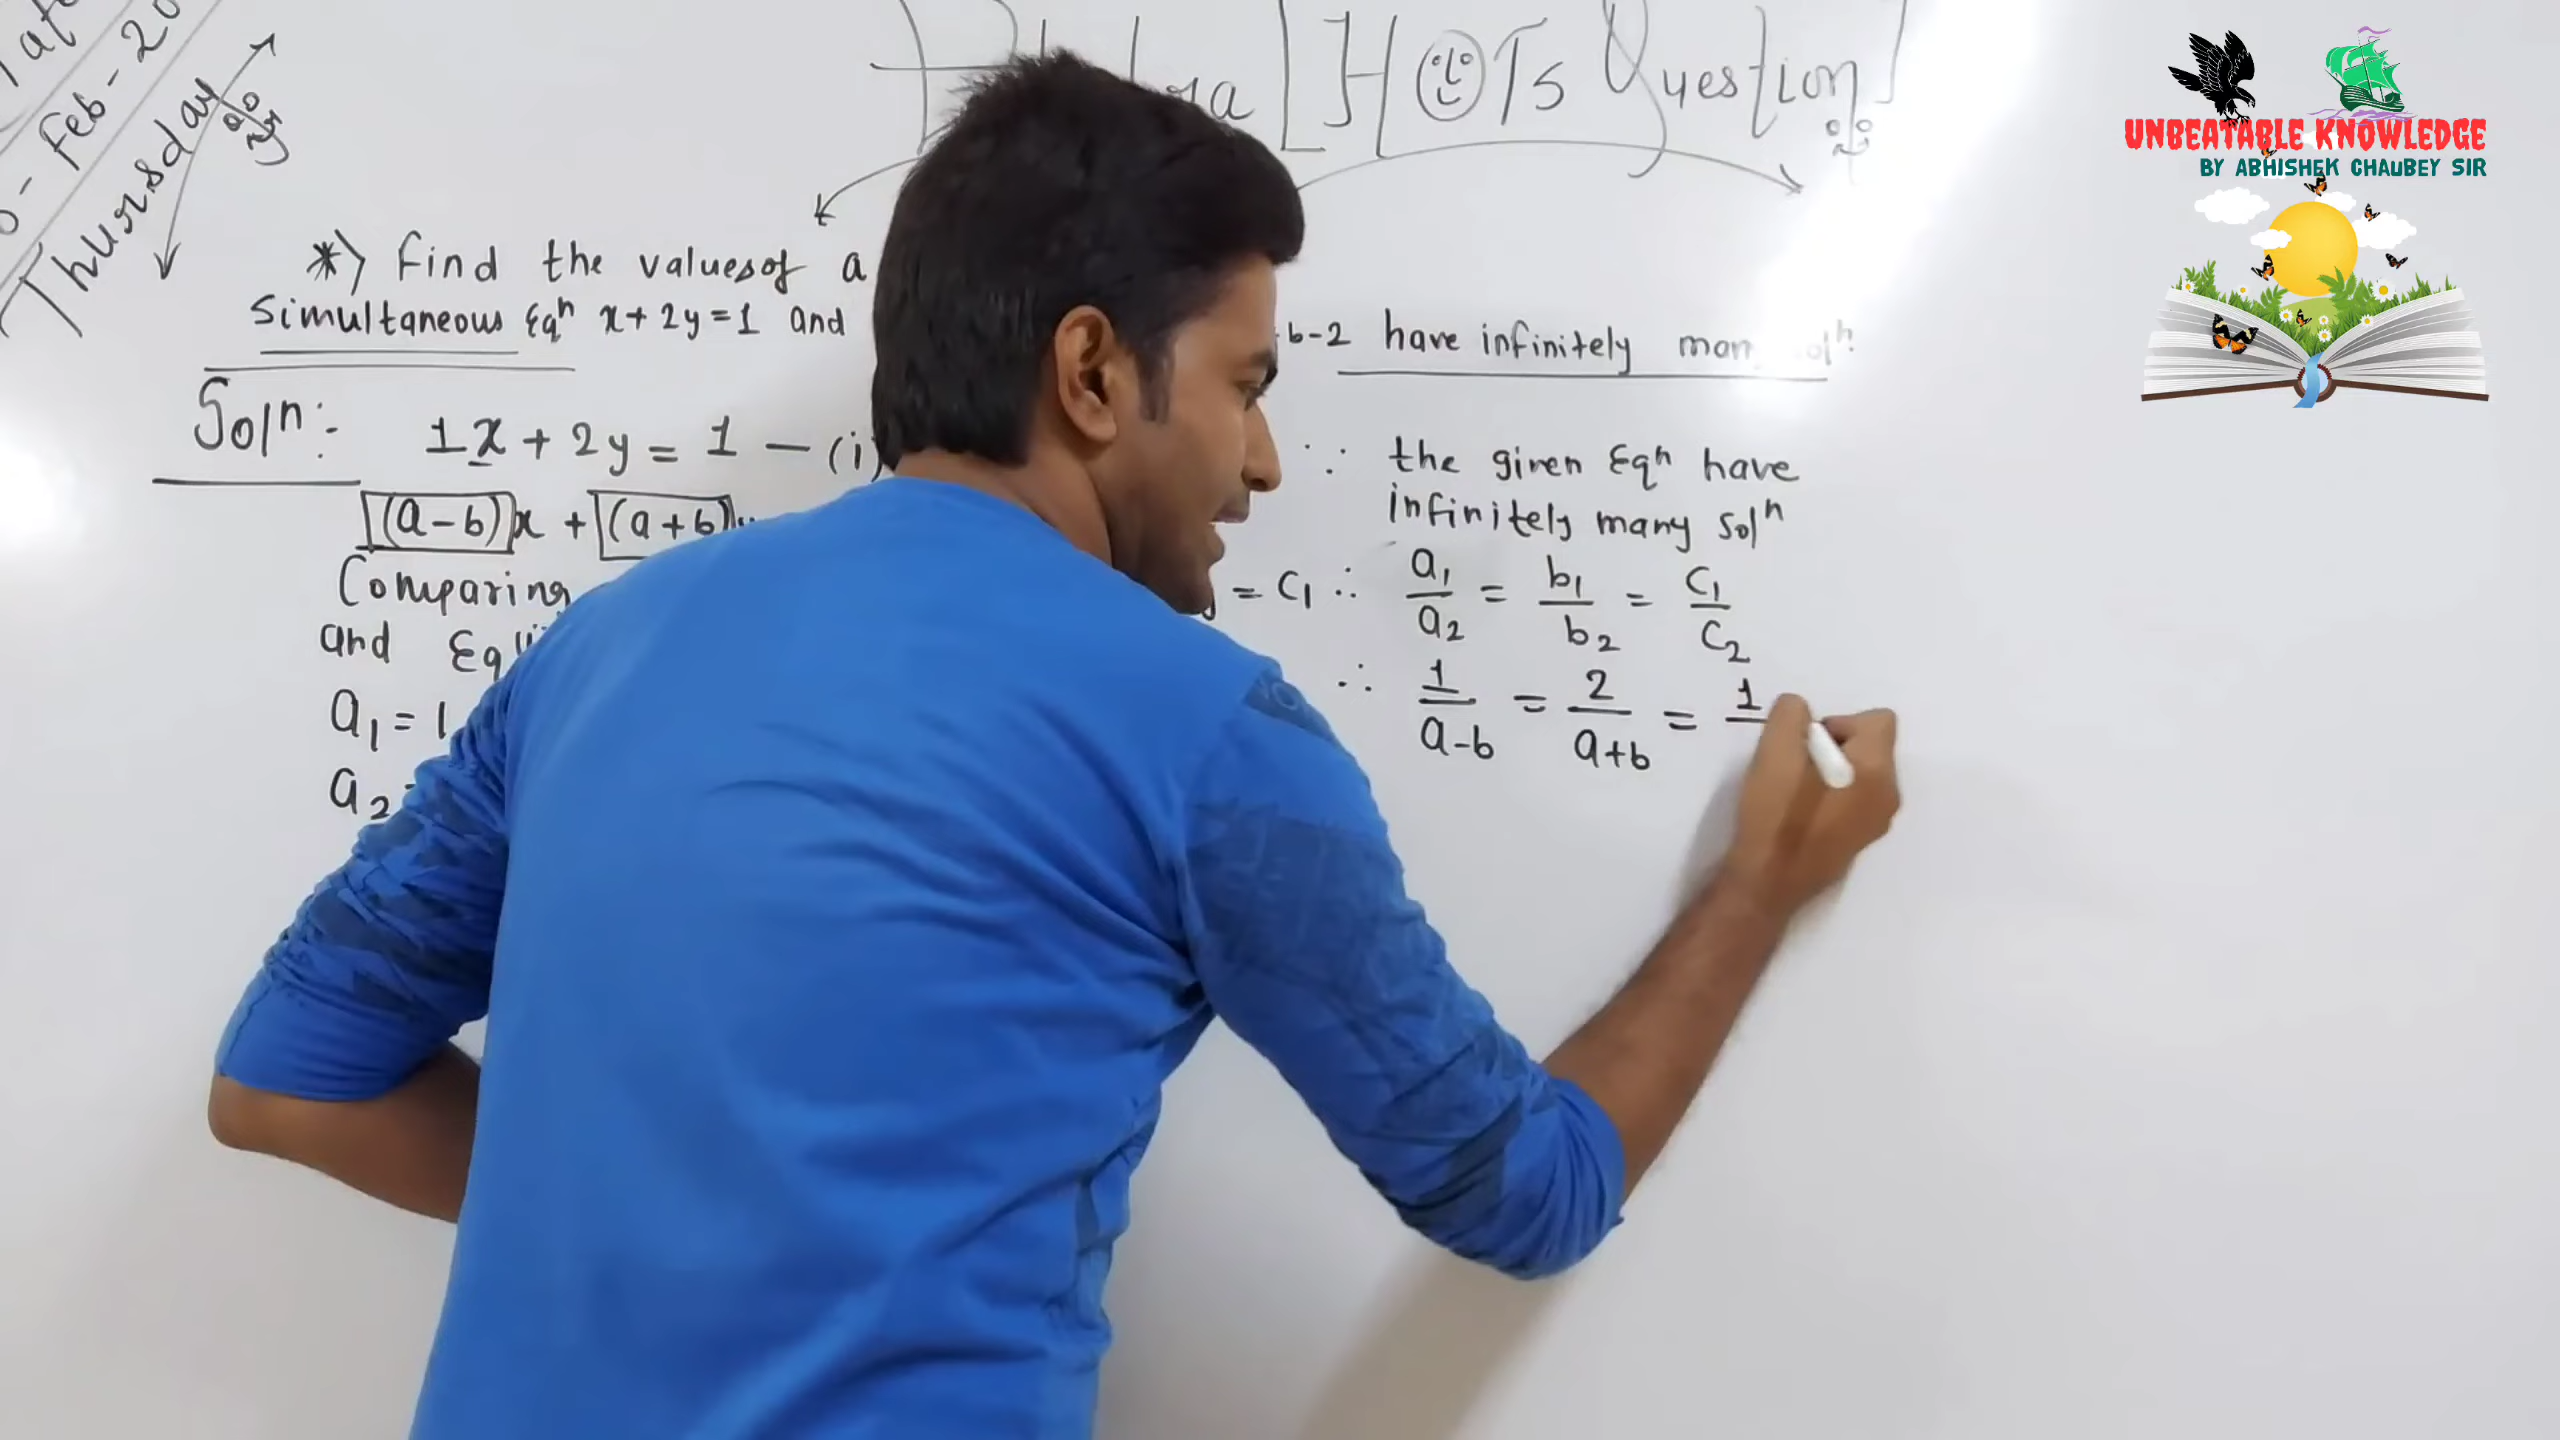 - Feb - 20
Thursday
[HOTs Question]
*) Find the values of a
simultaneous Eqⁿ x+2y=1 and
b-2 have infinitely many solⁿ.
Solⁿ:-
1x + 2y = 1 — (i)
(a-b)x + (a+b)
Comparing
and Eqⁿ
= C₁
a₁ = 1
a₂
∵ the given Eqⁿ have
infinitely many solⁿ
∴ a₁/a₂ = b₁/b₂ = C₁/C₂
∴ 1/a-b = 2/a+b = 1
UNBEATABLE KNOWLEDGE
BY ABHISHEK CHAUBEY SIR